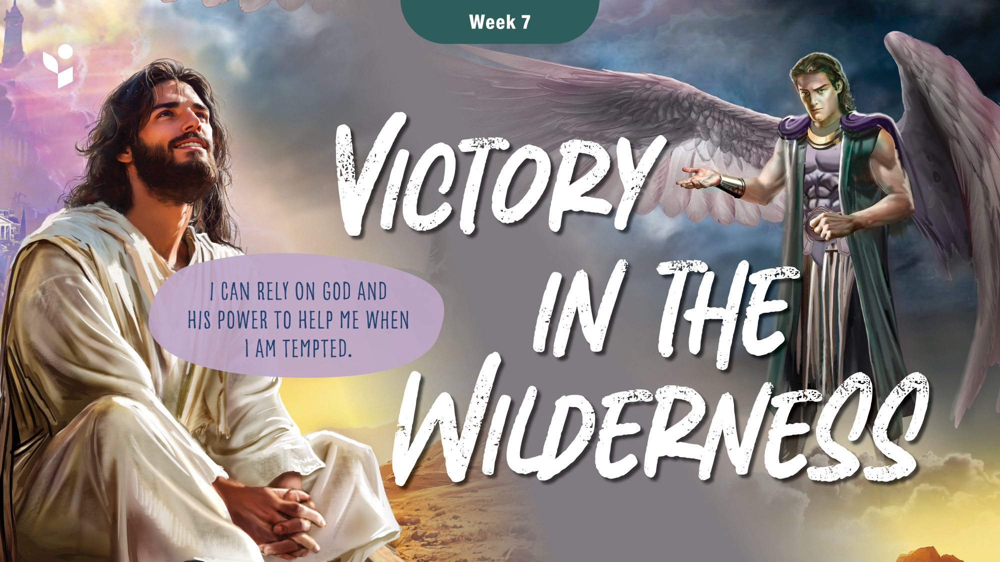 Week 7
VICTORY
IN THE
WILDERNESS
I CAN RELY ON GOD AND
HIS POWER TO HELP ME WHEN
I AM TEMPTED.